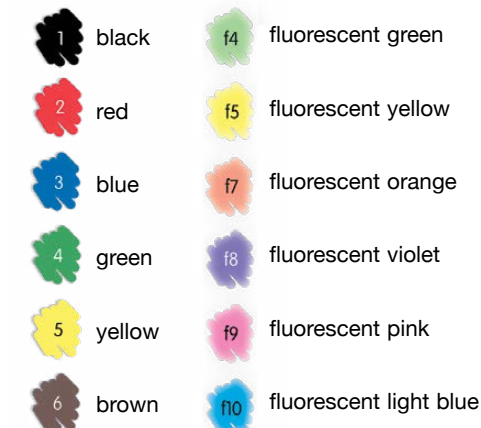 1 black
2 red
3 blue
4 green
5 yellow
6 brown
f4 fluorescent green
f5 fluorescent yellow
f7 fluorescent orange
f8 fluorescent violet
f9 fluorescent pink
f10 fluorescent light blue